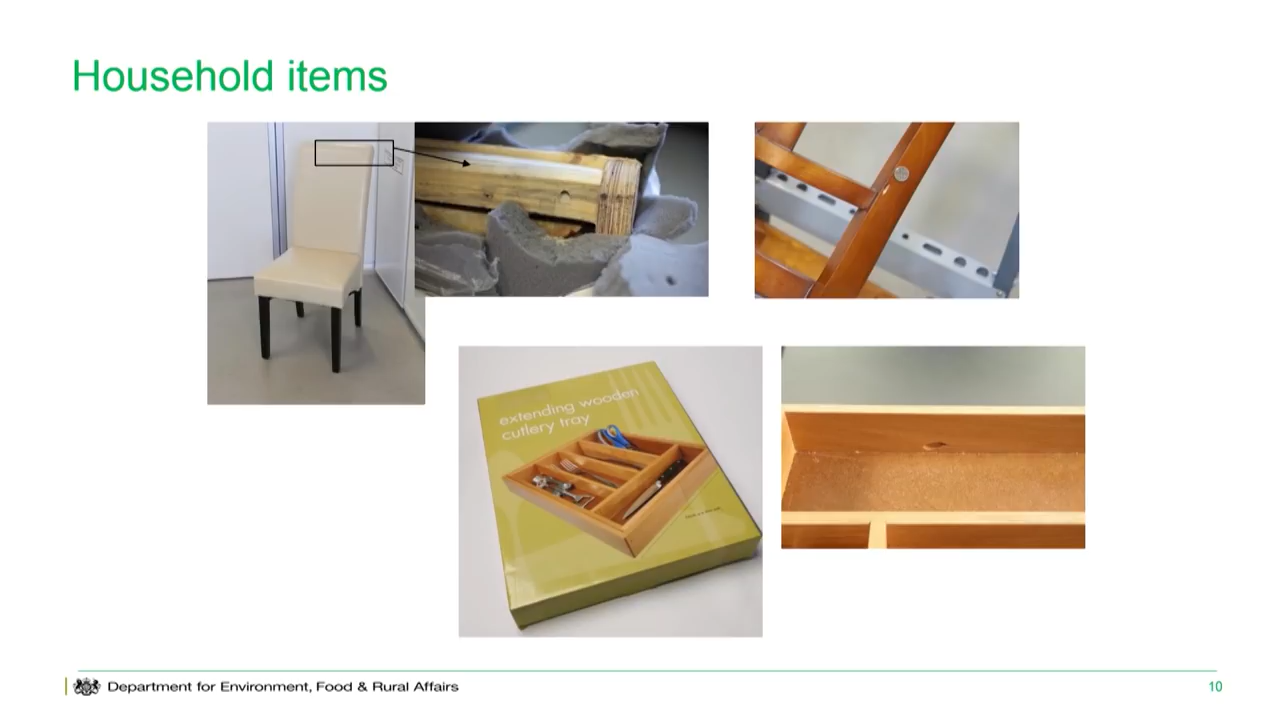 Household items
extending wooden
cutlery tray
Department for Environment, Food & Rural Affairs
10